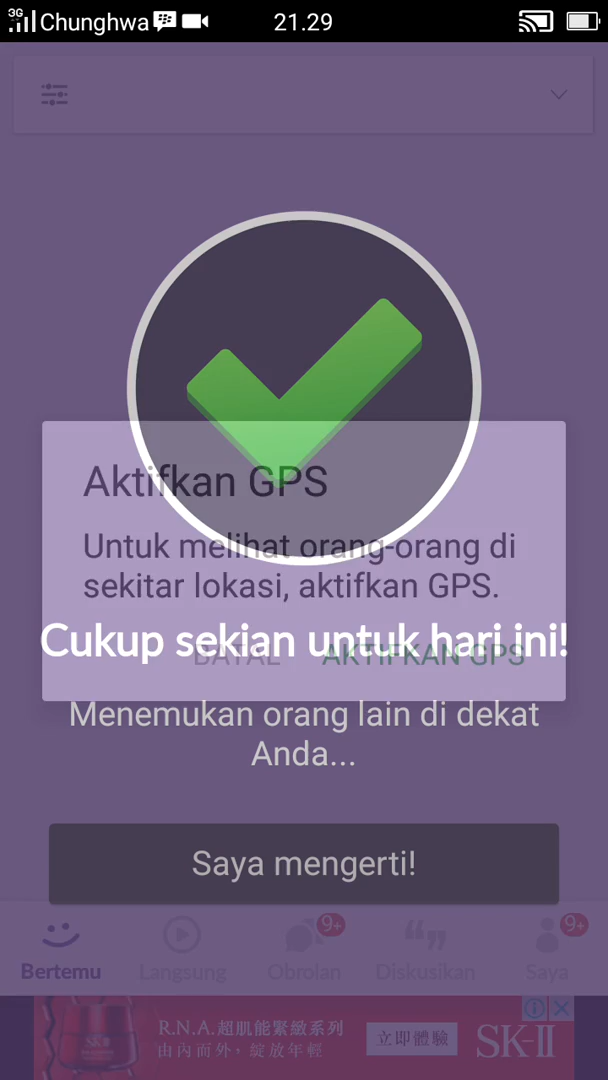 3G Chunghwa 21.29
Aktifkan GPS
Untuk melihat orang-orang di
sekitar lokasi, aktifkan GPS.
Cukup sekian untuk hari ini!
BATAL AKTIFKAN GPS
Menemukan orang lain di dekat
Anda...
Saya mengerti!
9+ 9+
Bertemu Langsung Obrolan Diskusikan Saya
R.N.A.超肌能緊緻系列
由內而外，綻放年輕
立即體驗
SK-II